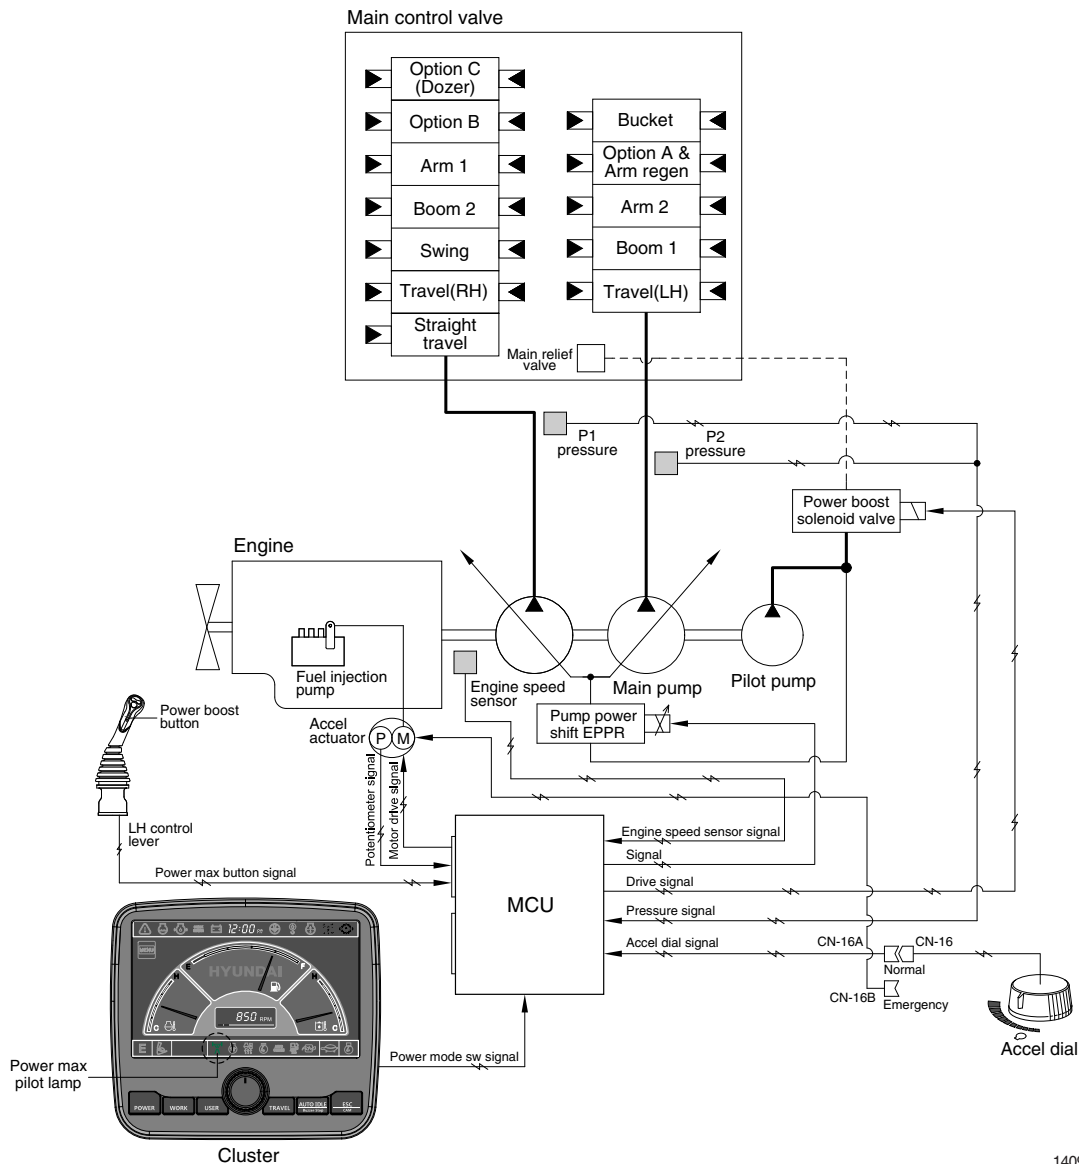 Main control valve
Option C
(Dozer)
Option B
Arm 1
Boom 2
Swing
Travel(RH)
Straight
travel
Bucket
Option A &
Arm regen
Arm 2
Boom 1
Travel(LH)
Main relief
valve
P1
pressure
P2
pressure
Power boost
solenoid valve
Engine
Fuel injection
pump
Engine speed
sensor
Main pump
Pilot pump
Pump power
shift EPPR
Accel
actuator
P
M
Power boost
button
LH control
lever
Potentiometer signal
Motor drive signal
Power max button signal
MCU
Engine speed sensor signal
Signal
Drive signal
Pressure signal
Accel dial signal
CN-16A
CN-16
Normal
CN-16B
Emergency
Accel dial
12:00
MENU
HYUNDAI
E
F
H
H
C
C
850 RPM
E
Power mode sw signal
Power max
pilot lamp
POWER
WORK
USER
TRAVEL
AUTO IDLE
ESC
CAM
Cluster